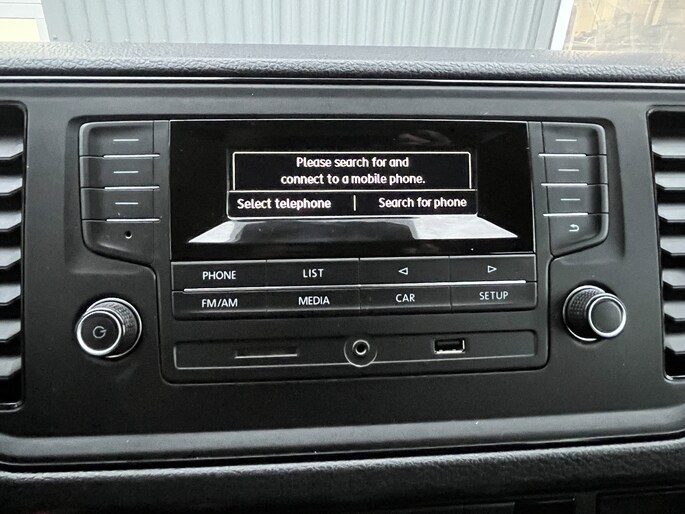 Please search for and
connect to a mobile phone.
Select telephone | Search for phone
PHONE LIST
FM/AM MEDIA CAR SETUP